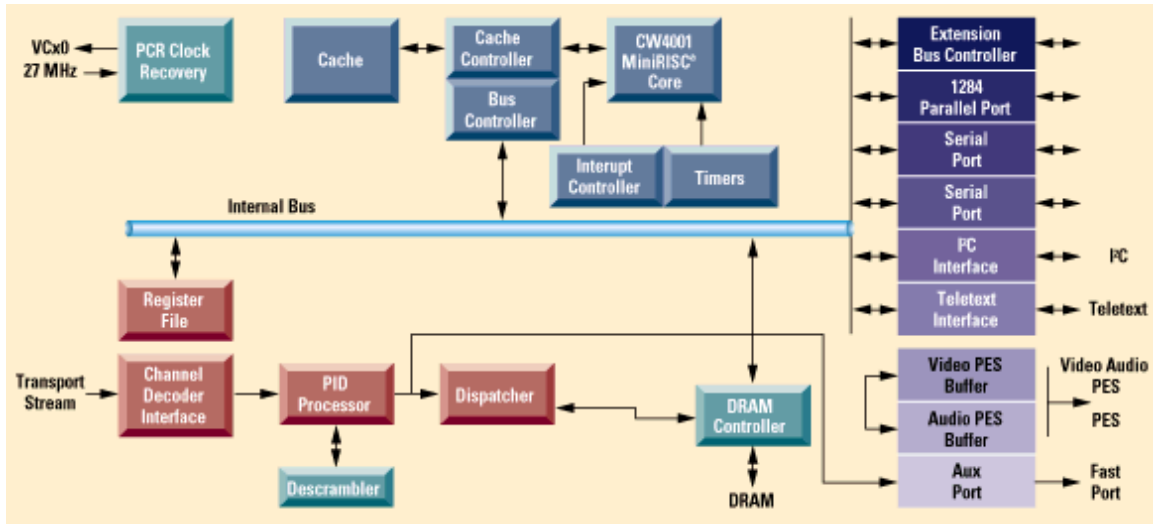 VCx0
27 MHz
PCR Clock
Recovery
Cache
Cache
Controller
Bus
Controller
CW4001
MiniRISC®
Core
Interupt
Controller
Timers
Internal Bus
Register
File
Transport
Stream
Channel
Decoder
Interface
PID
Processor
Descrambler
Dispatcher
DRAM
Controller
DRAM
Extension
Bus Controller
1284
Parallel Port
Serial
Port
Serial
Port
I²C
Interface
I²C
Teletext
Interface
Teletext
Video PES
Buffer
Audio PES
Buffer
Video Audio
PES
PES
Aux
Port
Fast
Port